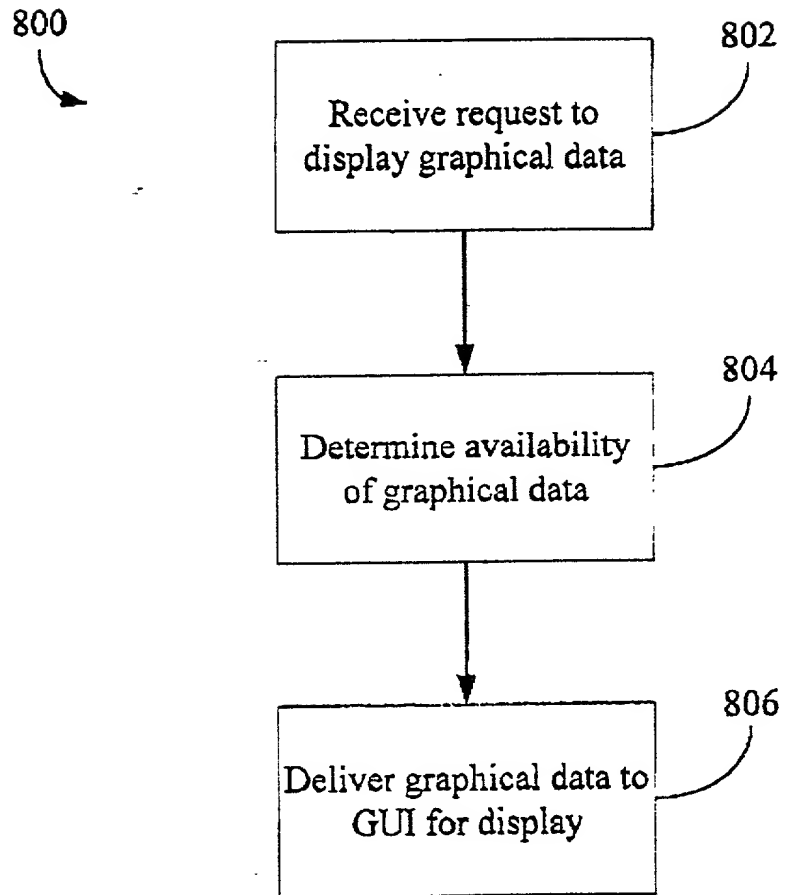 800
802
Receive request to
display graphical data
804
Determine availability
of graphical data
806
Deliver graphical data to
GUI for display